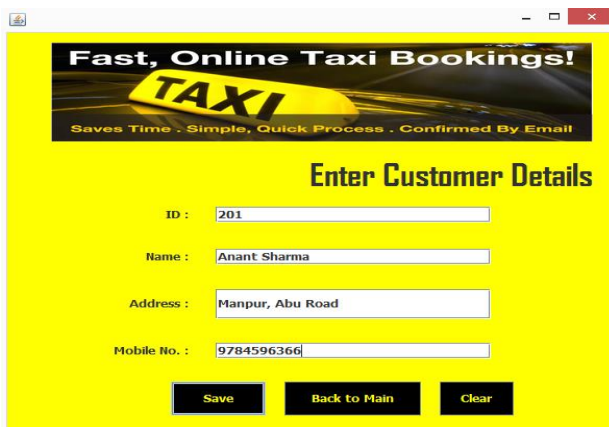 Fast, Online Taxi Bookings!
TAXI
Saves Time . Simple, Quick Process . Confirmed By Email
Enter Customer Details
ID : 201
Name : Anant Sharma
Address : Manpur, Abu Road
Mobile No. : 9784596366
Save Back to Main Clear